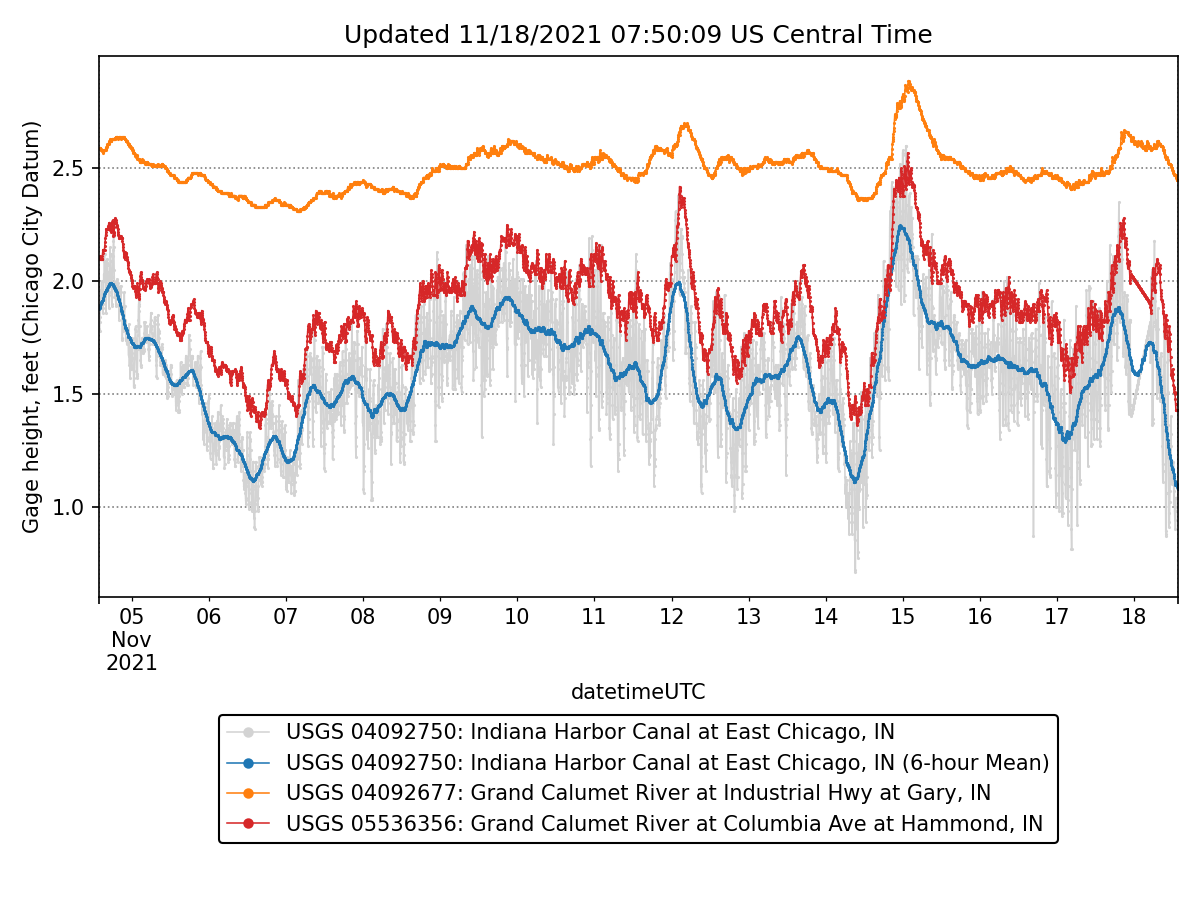 Updated 11/18/2021 07:50:09 US Central Time
Gage height, feet (Chicago City Datum)
2.5
2.0
1.5
1.0
05 06 07 08 09 10 11 12 13 14 15 16 17 18
Nov
2021
datetimeUTC
USGS 04092750: Indiana Harbor Canal at East Chicago, IN
USGS 04092750: Indiana Harbor Canal at East Chicago, IN (6-hour Mean)
USGS 04092677: Grand Calumet River at Industrial Hwy at Gary, IN
USGS 05536356: Grand Calumet River at Columbia Ave at Hammond, IN